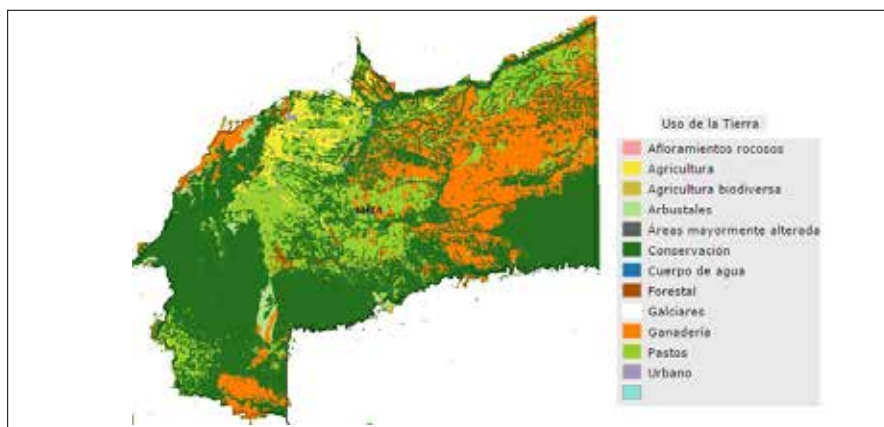 Uso de la Tierra
Afloramientos rocosos
Agricultura
Agricultura biodiversa
Arbustales
Áreas mayormente alterada
Conservación
Cuerpo de agua
Forestal
Galciares
Ganadería
Pastos
Urbano